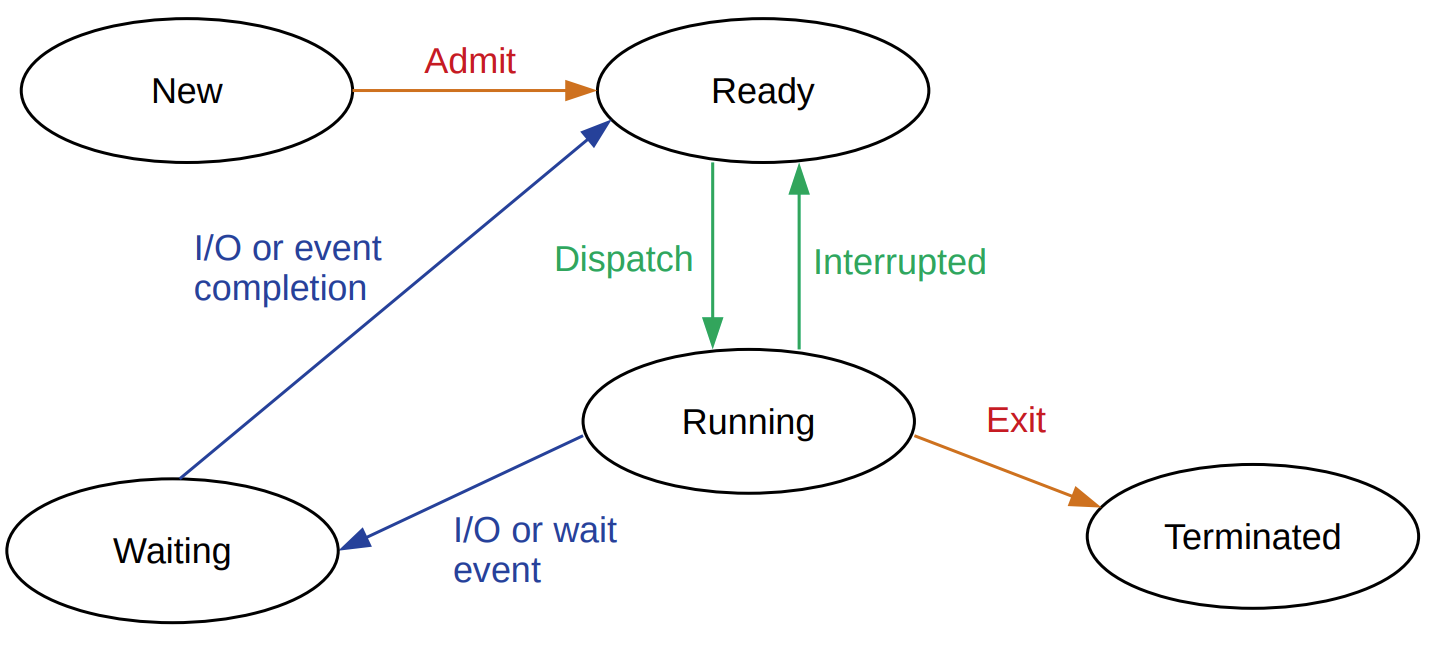 Admit
New
Ready
I/O or event
completion
Dispatch
Interrupted
Running
Exit
I/O or wait
event
Waiting
Terminated